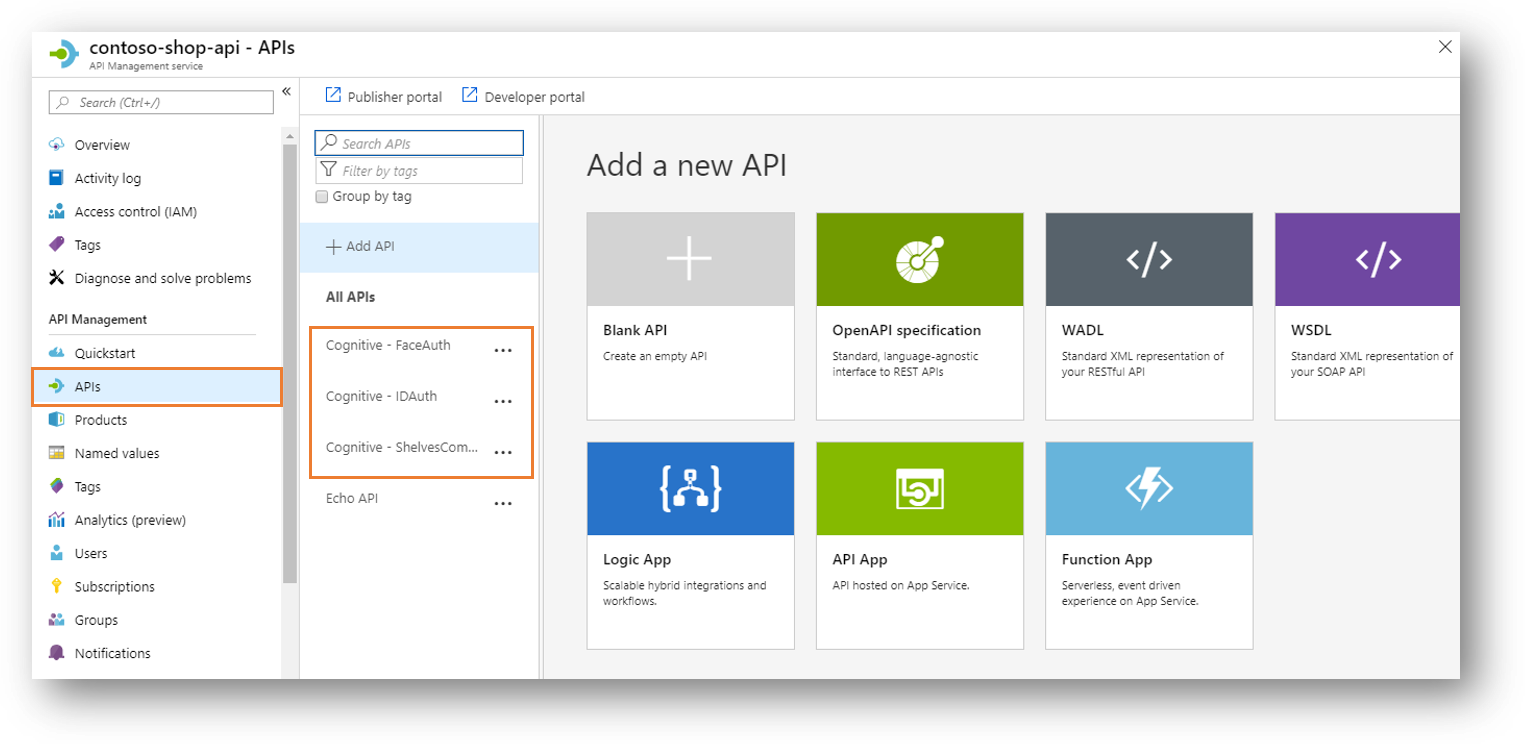 contoso-shop-api - APIs
API Management service
Search (Ctrl+/)
Overview
Activity log
Access control (IAM)
Tags
Diagnose and solve problems
API Management
Quickstart
APIs
Products
Named values
Tags
Analytics (preview)
Users
Subscriptions
Groups
Notifications
Publisher portal
Developer portal
Search APIs
Filter by tags
Group by tag
Add API
All APIs
Cognitive - FaceAuth
Cognitive - IDAuth
Cognitive - ShelvesCom...
Echo API
Add a new API
Blank API
Create an empty API
OpenAPI specification
Standard, language-agnostic
interface to REST APIs
WADL
Standard XML representation of
your RESTful API
WSDL
Standard XML representation of
your SOAP API
Logic App
Scalable hybrid integrations and
workflows.
API App
API hosted on App Service.
Function App
Serverless, event driven
experience on App Service.